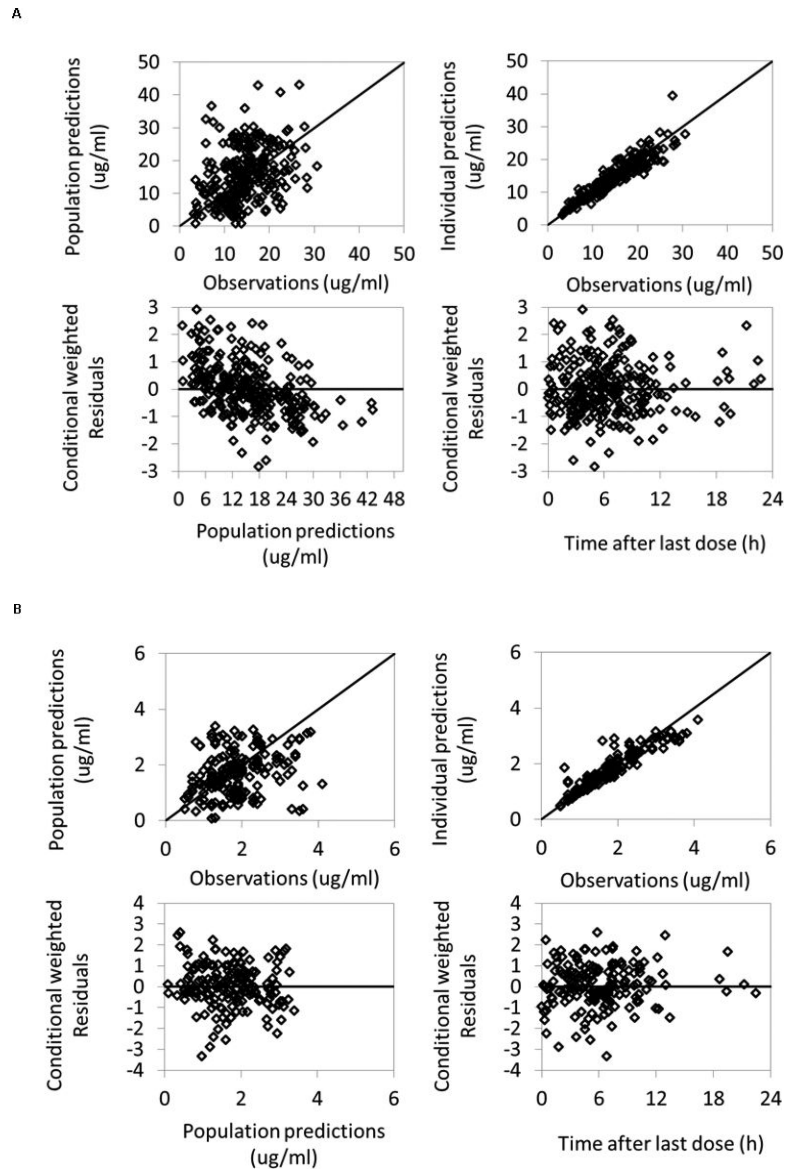 A
50
40
30
20
10
0
Population predictions
(ug/ml)
0 10 20 30 40 50
Observations (ug/ml)
50
40
30
20
10
0
Individual predictions
(ug/ml)
0 10 20 30 40 50
Observations (ug/ml)
3
2
1
0
-1
-2
-3
Conditional weighted
Residuals
0 6 12 18 24 30 36 42 48
Population predictions
(ug/ml)
3
2
1
0
-1
-2
-3
Conditional weighted
Residuals
0 6 12 18 24
Time after last dose (h)
B
6
4
2
0
Population predictions
(ug/ml)
0 2 4 6
Observations (ug/ml)
6
4
2
0
Individual predictions
(ug/ml)
0 2 4 6
Observations (ug/ml)
4
3
2
1
0
-1
-2
-3
-4
Conditional weighted
Residuals
0 2 4 6
Population predictions
(ug/ml)
4
3
2
1
0
-1
-2
-3
-4
Conditional weighted
Residuals
0 6 12 18 24
Time after last dose (h)